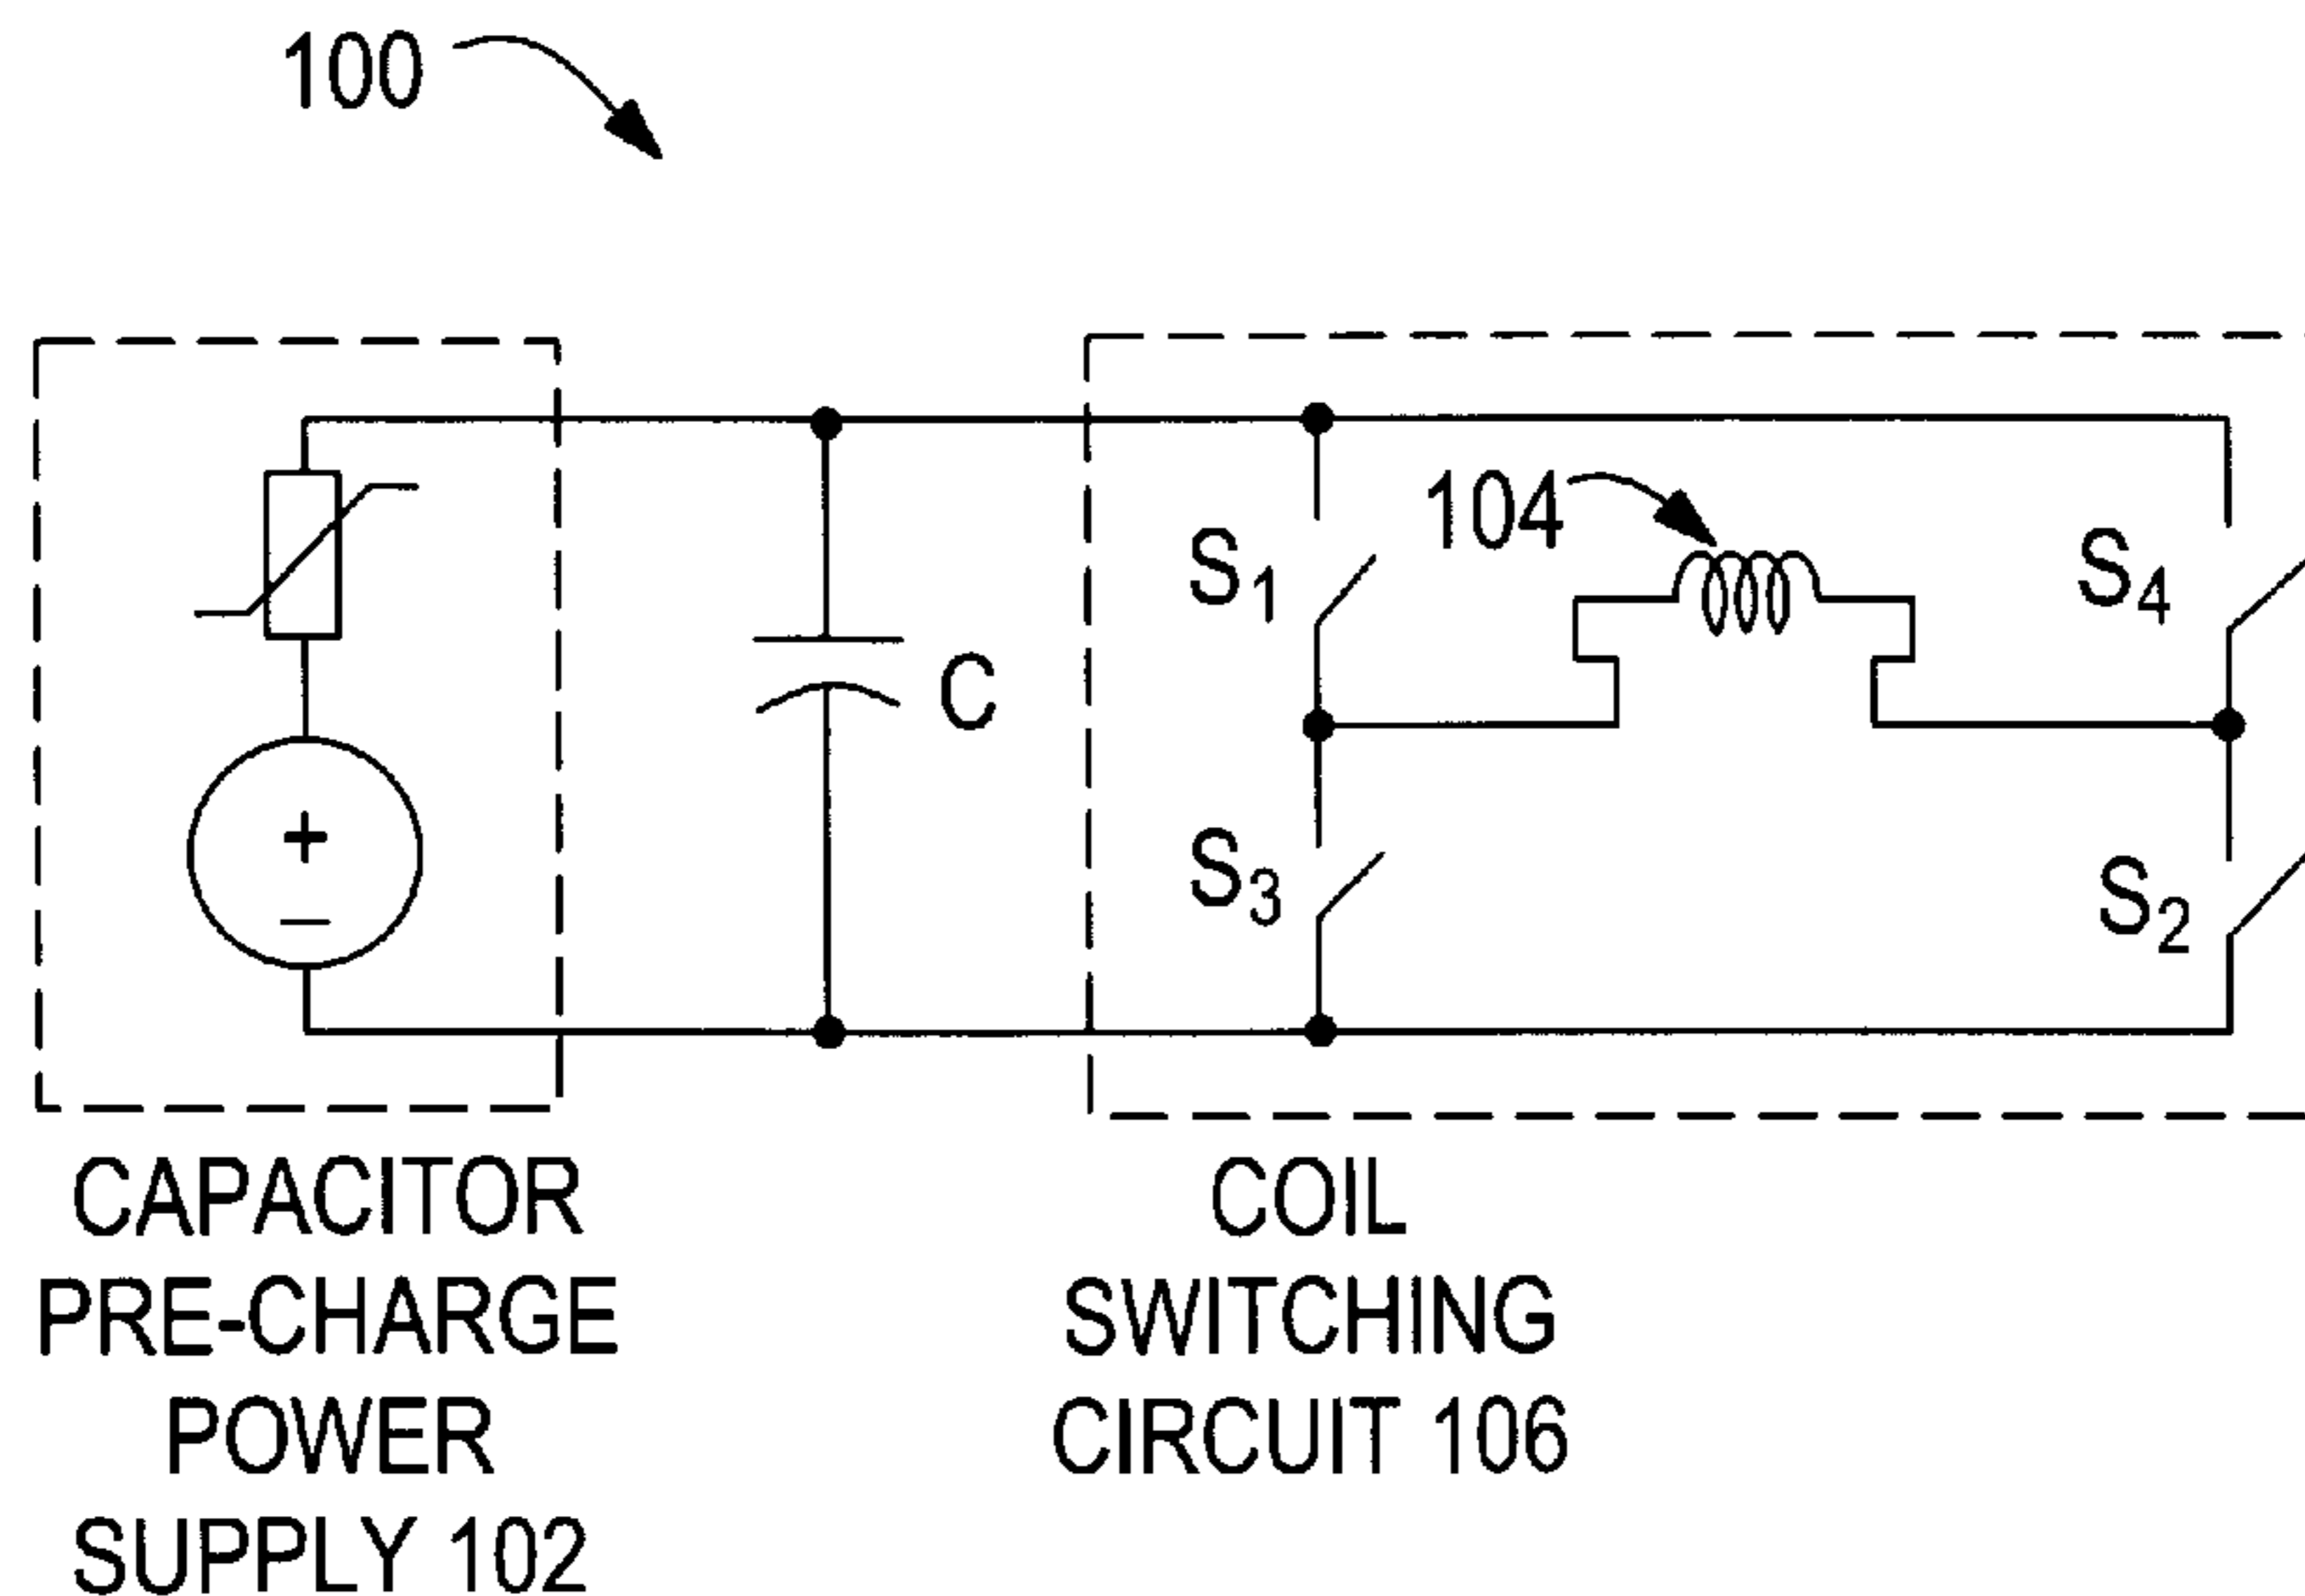 100
104
S1
S4
C
S3
S2
+
–
CAPACITOR
PRE-CHARGE
POWER
SUPPLY 102
COIL
SWITCHING
CIRCUIT 106